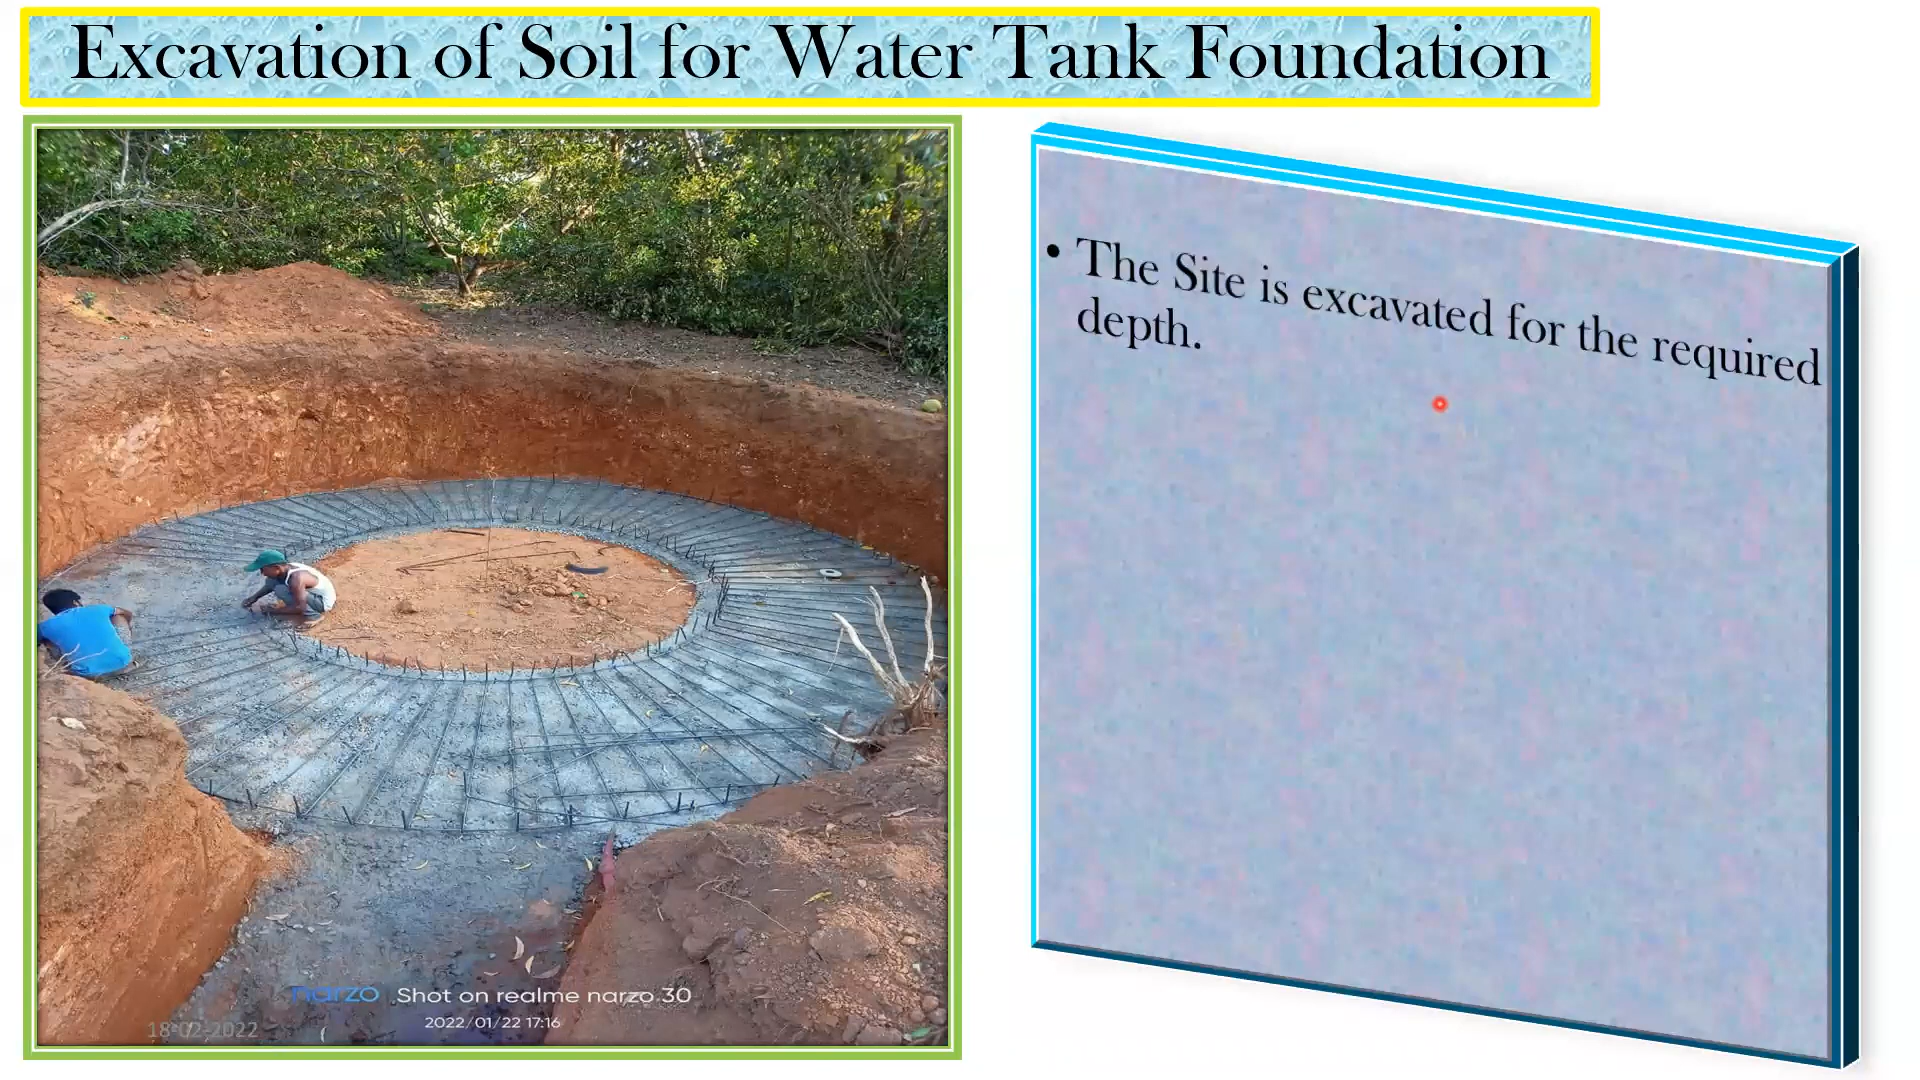 Excavation of Soil for Water Tank Foundation
• The Site is excavated for the required
depth.
narzo Shot on realme narzo 30
2022/01/22 17:16
18-02-2022